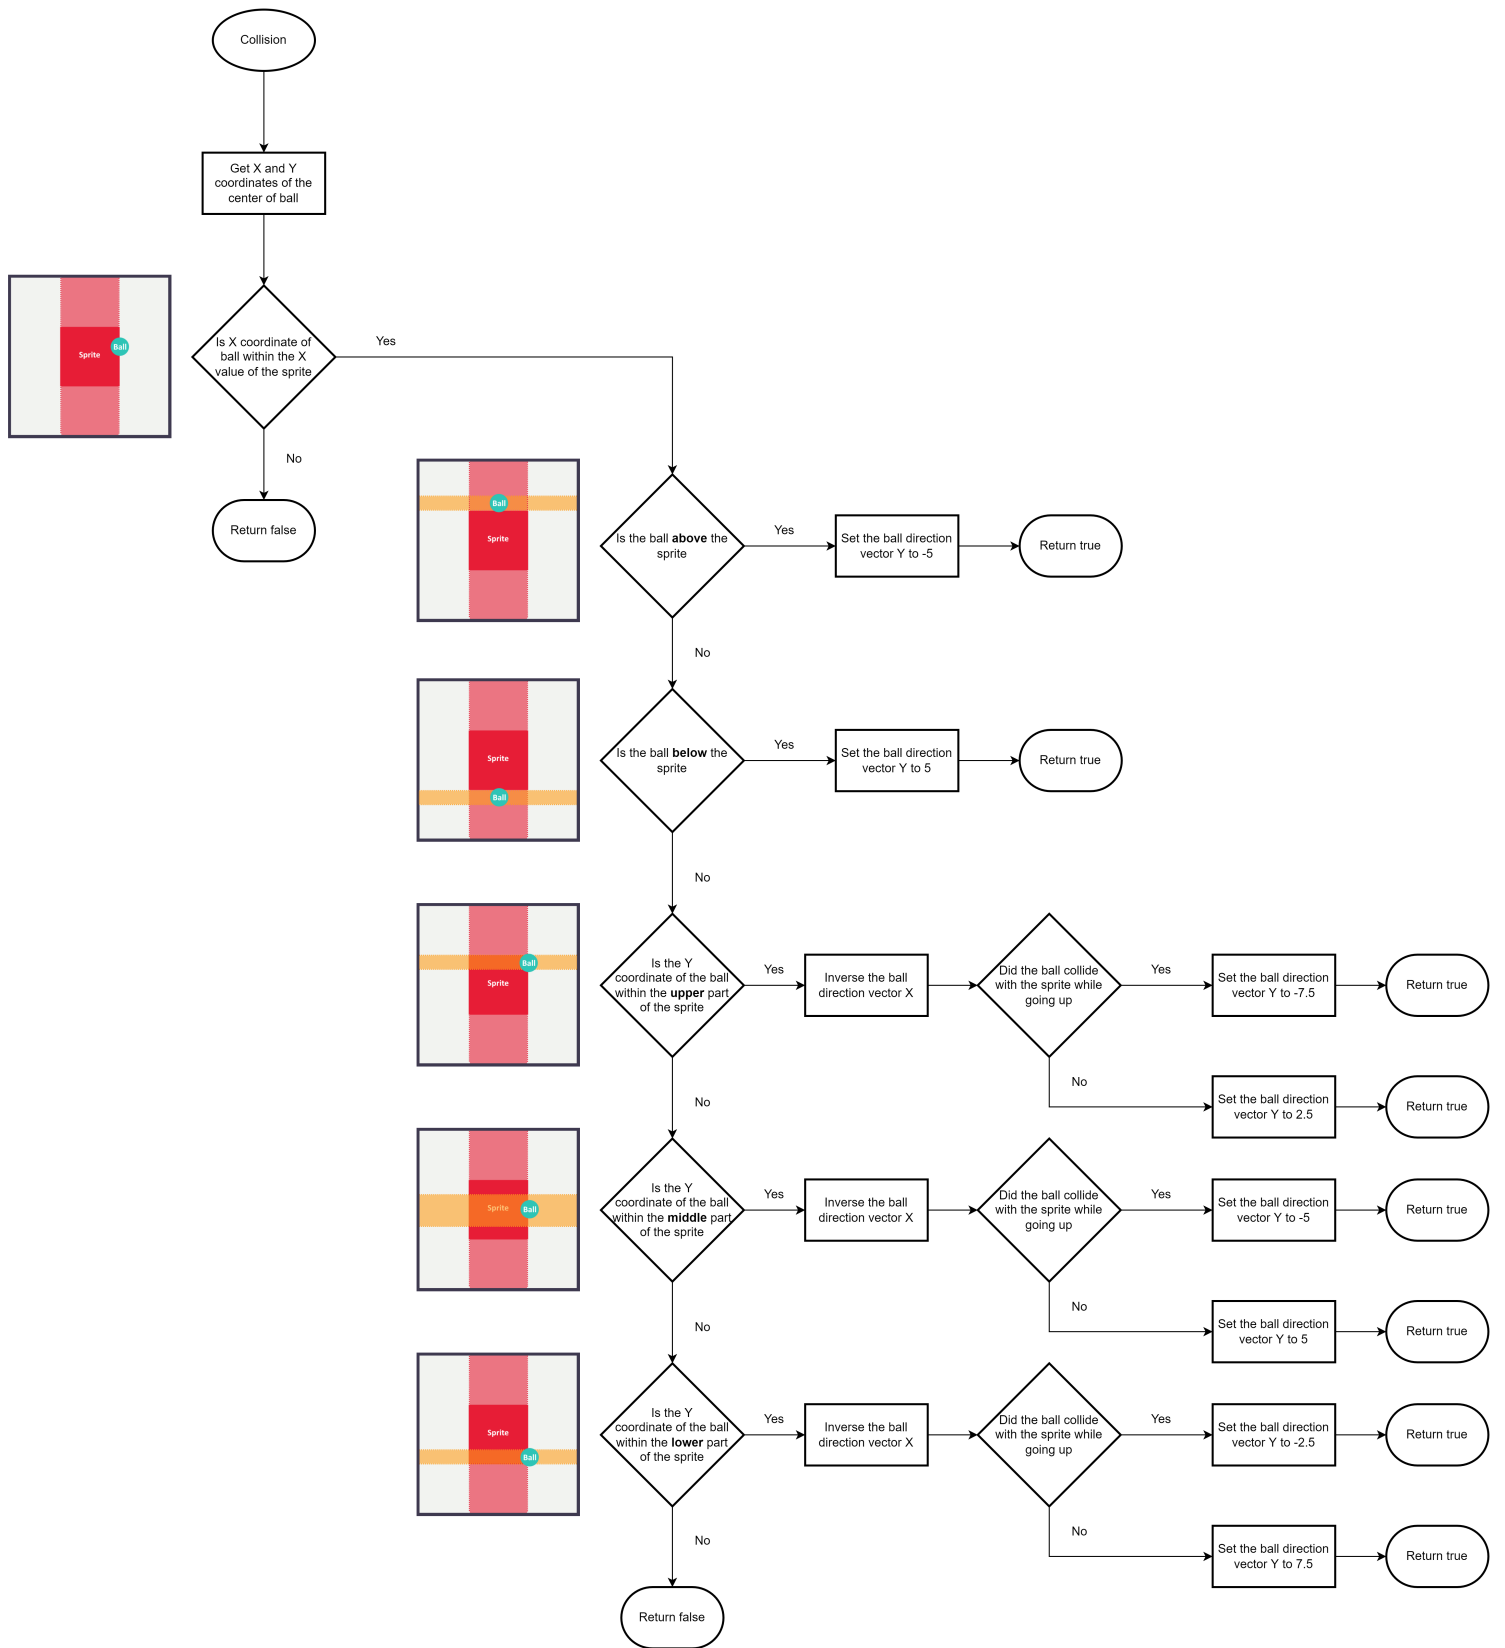 Collision
Get X and Y
coordinates of the
center of ball
Sprite
Ball
Is X coordinate of
ball within the X
value of the sprite
Yes
No
Return false
Ball
Sprite
Is the ball above the
sprite
Yes
Set the ball direction
vector Y to -5
Return true
No
Sprite
Ball
Is the ball below the
sprite
Yes
Set the ball direction
vector Y to 5
Return true
No
Ball
Sprite
Is the Y
coordinate of the ball
within the upper part
of the sprite
Yes
Inverse the ball
direction vector X
Did the ball collide
with the sprite while
going up
Yes
Set the ball direction
vector Y to -7.5
Return true
No
Set the ball direction
vector Y to 2.5
Return true
No
Sprite
Ball
Is the Y
coordinate of the ball
within the middle part
of the sprite
Yes
Inverse the ball
direction vector X
Did the ball collide
with the sprite while
going up
Yes
Set the ball direction
vector Y to -5
Return true
No
Set the ball direction
vector Y to 5
Return true
No
Sprite
Ball
Is the Y
coordinate of the ball
within the lower part
of the sprite
Yes
Inverse the ball
direction vector X
Did the ball collide
with the sprite while
going up
Yes
Set the ball direction
vector Y to -2.5
Return true
No
Set the ball direction
vector Y to 7.5
Return true
No
Return false